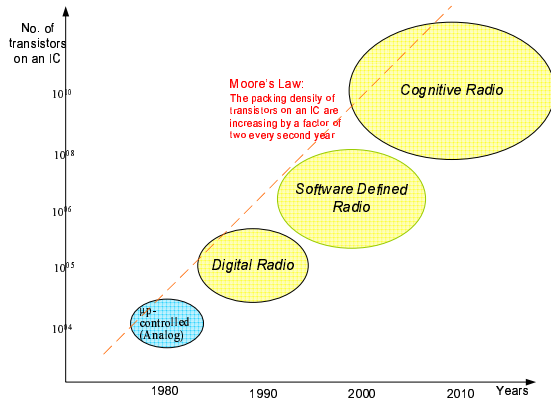 No. of
transistors
on an IC
Moore's Law:
The packing density of
transistors on an IC are
increasing by a factor of
two every second year
Cognitive Radio
10¹⁰
10⁰⁸
Software Defined
Radio
10⁰⁶
Digital Radio
10⁰⁵
μp-
controlled
(Analog)
10⁰⁴
1980
1990
2000
2010
Years